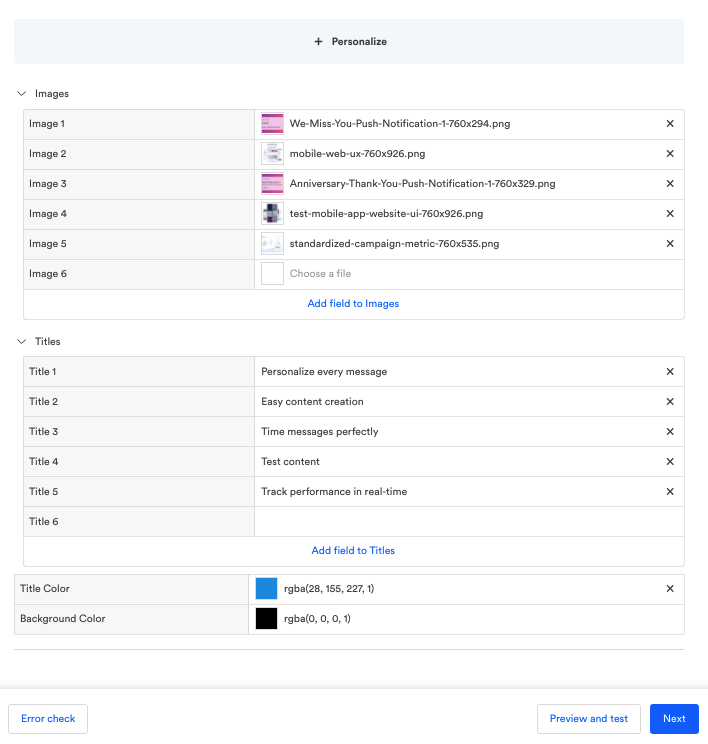 + Personalize
Images
Image 1 We-Miss-You-Push-Notification-1-760x294.png ×
Image 2 mobile-web-ux-760x926.png ×
Image 3 Anniversary-Thank-You-Push-Notification-1-760x329.png ×
Image 4 test-mobile-app-website-ui-760x926.png ×
Image 5 standardized-campaign-metric-760x535.png ×
Image 6 Choose a file
Add field to Images
Titles
Title 1 Personalize every message ×
Title 2 Easy content creation ×
Title 3 Time messages perfectly ×
Title 4 Test content ×
Title 5 Track performance in real-time ×
Title 6
Add field to Titles
Title Color rgba(28, 155, 227, 1) ×
Background Color rgba(0, 0, 0, 1)
Error check Preview and test Next